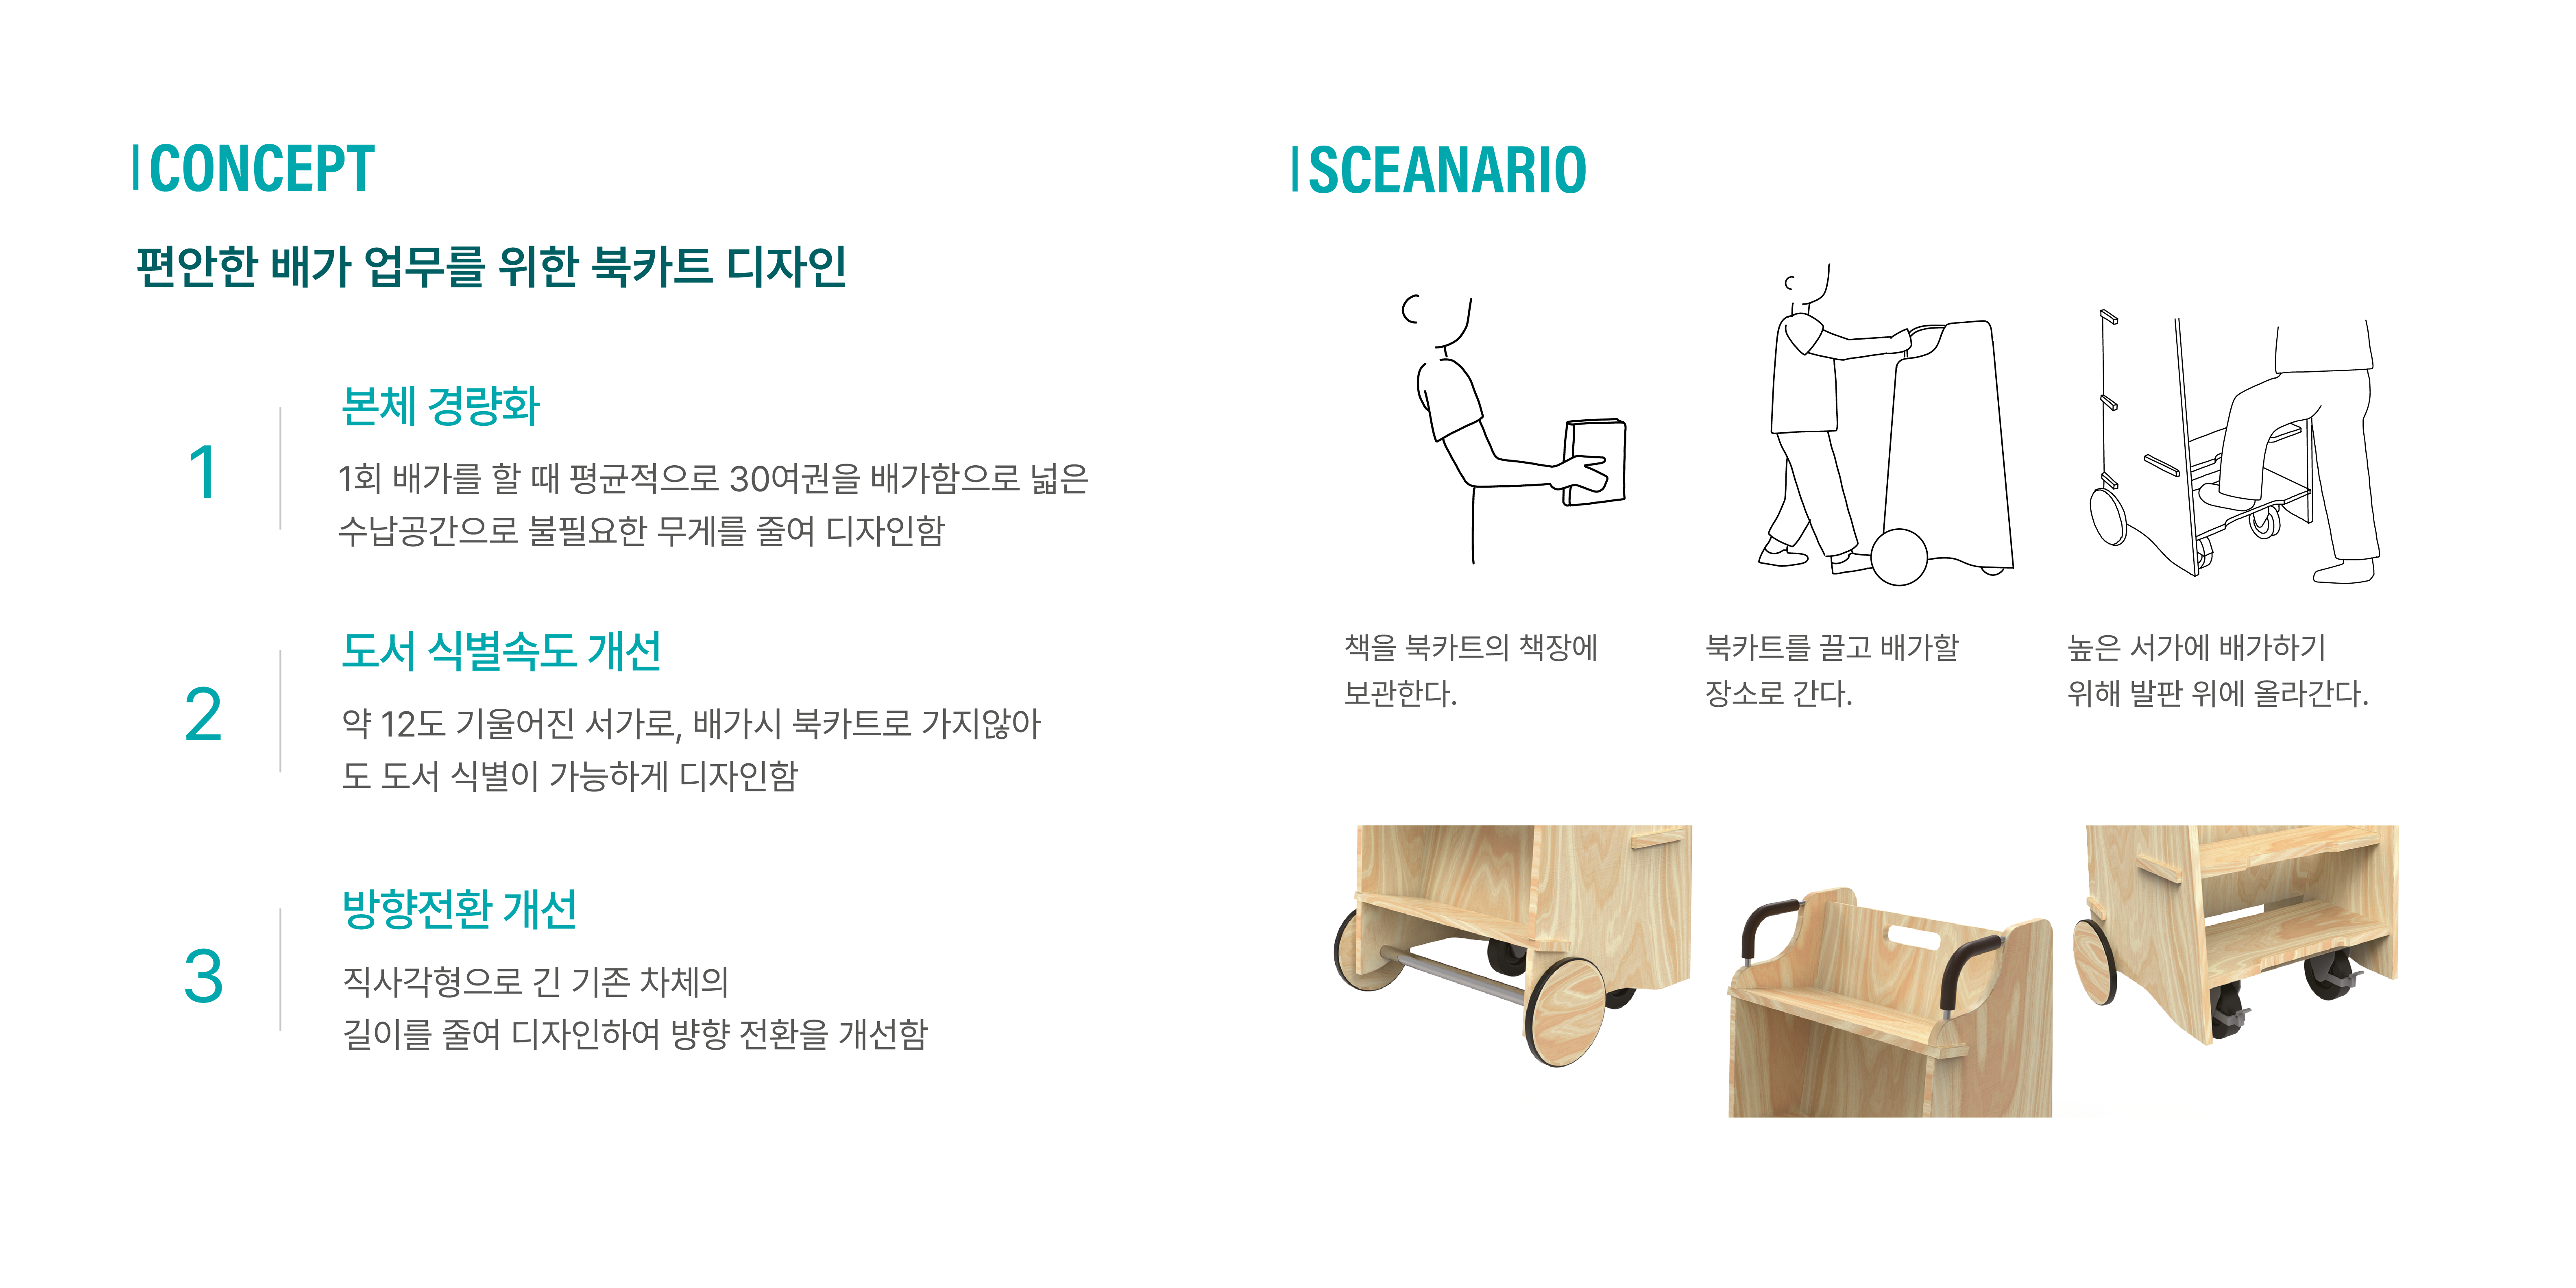 CONCEPT
편안한 배가 업무를 위한 북카트 디자인
1
본체 경량화
1회 배가를 할 때 평균적으로 30여권을 배가함으로 넓은
수납공간으로 불필요한 무게를 줄여 디자인함
2
도서 식별속도 개선
약 12도 기울어진 서가로, 배가시 북카트로 가지않아
도 도서 식별이 가능하게 디자인함
3
방향전환 개선
직사각형으로 긴 기존 차체의
길이를 줄여 디자인하여 뱡향 전환을 개선함
SCEANARIO
책을 북카트의 책장에
보관한다.
북카트를 끌고 배가할
장소로 간다.
높은 서가에 배가하기
위해 발판 위에 올라간다.